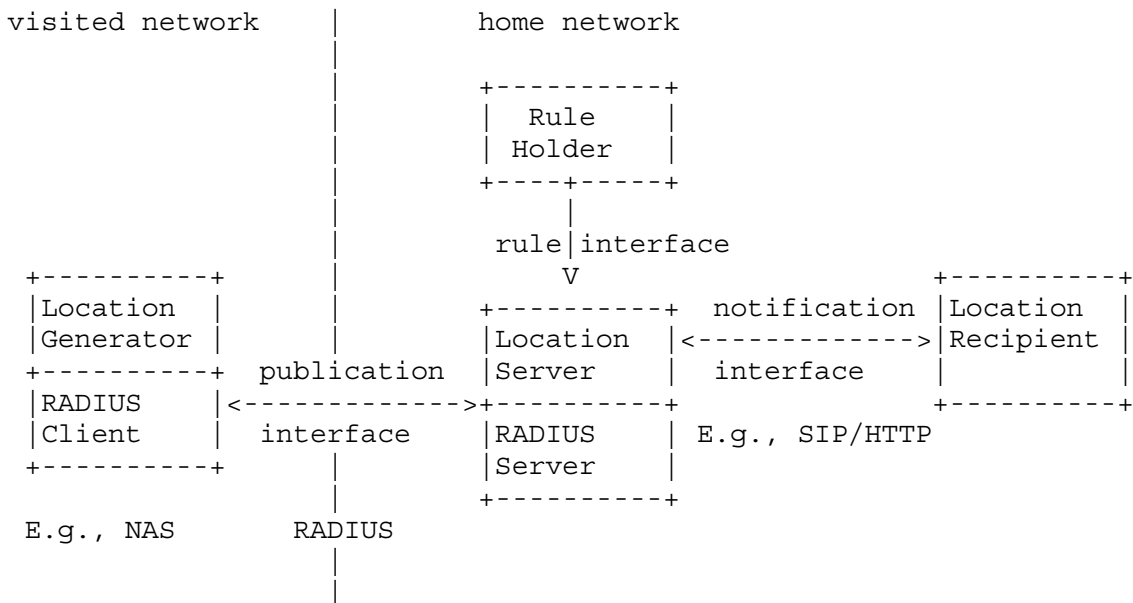 visited network | home network
|
| +----------+
| | Rule |
| | Holder |
| +----+-----+
| |
| rule|interface
+----------+ | V +----------+
|Location | | +----------+ notification |Location |
|Generator | | |Location |<------------->|Recipient |
+----------+ publication |Server | interface | |
|RADIUS |<------------->+----------+ +----------+
|Client | interface |RADIUS | E.g., SIP/HTTP
+----------+ | |Server |
| +----------+
E.g., NAS RADIUS
|
|